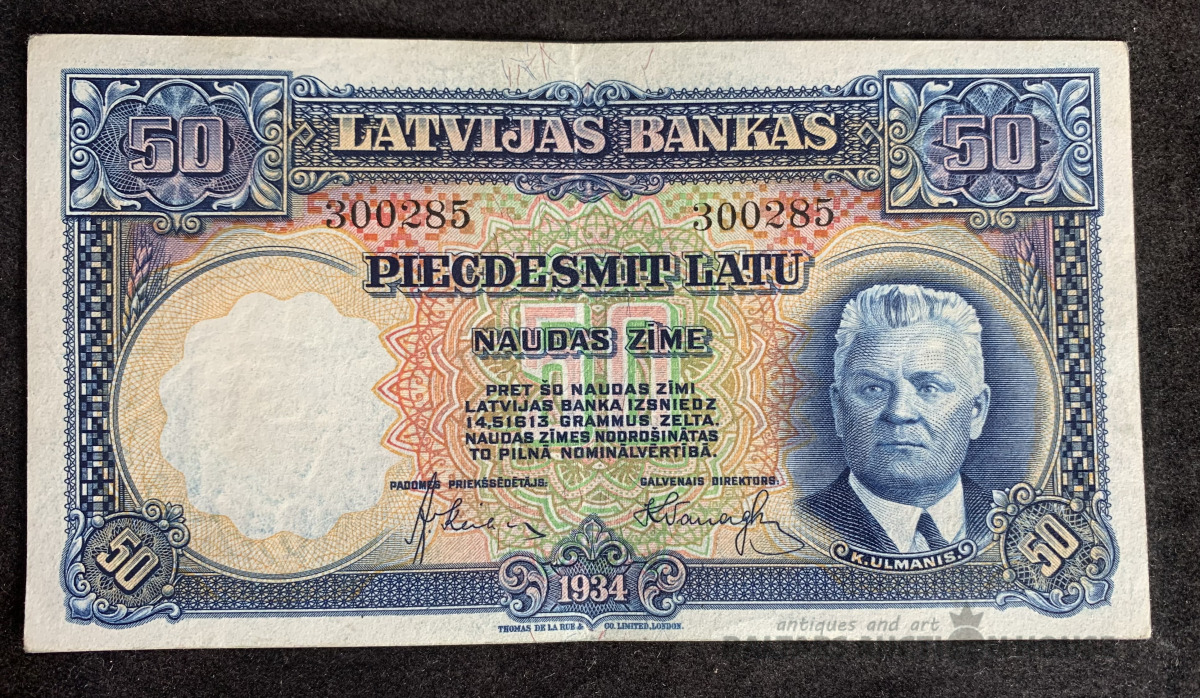 50 LATVIJAS BANKAS 50
300285 300285
PIECDESMIT LATU
50
NAUDAS ZĪME
PRET ŠO NAUDAS ZĪMI
LATVIJAS BANKA IZSNIEDZ
14,51613 GRAMMUS ZELTA.
NAUDAS ZĪMES NODROŠINĀTAS
TO PILNĀ NOMINĀLVĒRTĪBĀ.
PADOMES PRIEKŠSĒDĒTĀJS. GALVENAIS DIREKTORS.
K. ULMANIS.
50 1934 50
THOMAS DE LA RUE & CO. LIMITED, LONDON.
antiques and art